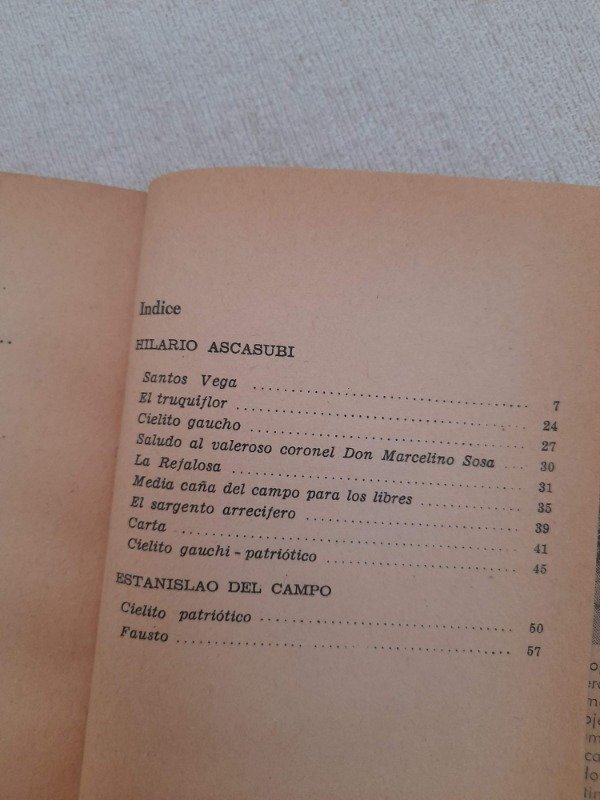 Indice
HILARIO ASCASUBI
Santos Vega ........ 7
El truquiflor ........ 24
Cielito gaucho ........ 27
Saludo al valeroso coronel Don Marcelino Sosa ... 30
La Refalosa ........ 31
Media caña del campo para los libres ........ 35
El sargento arrecifero ........ 39
Carta ........ 41
Cielito gauchi-patriótico ........ 45
ESTANISLAO DEL CAMPO
Cielito patriótico ........ 50
Fausto ........ 57